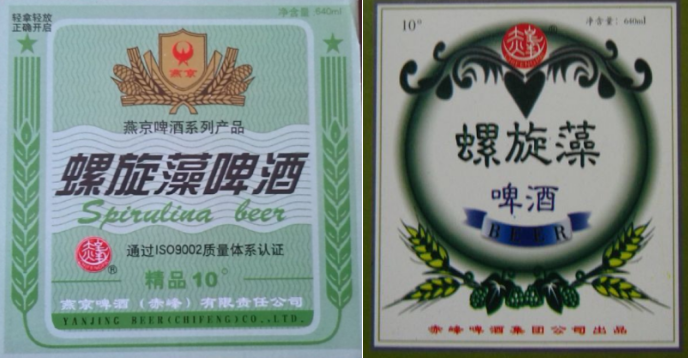 轻拿轻放
正确开启
净含量:640ml
燕京
燕京啤酒系列产品
螺旋藻啤酒
Spirulina beer
通过ISO9002质量体系认证
®
精品10°
燕京啤酒（赤峰）有限责任公司
YANJING BEER(CHIFENG)CO.,LTD.
10°
净含量：640ml
®
螺旋藻
啤酒
BEER
赤峰啤酒集团公司出品